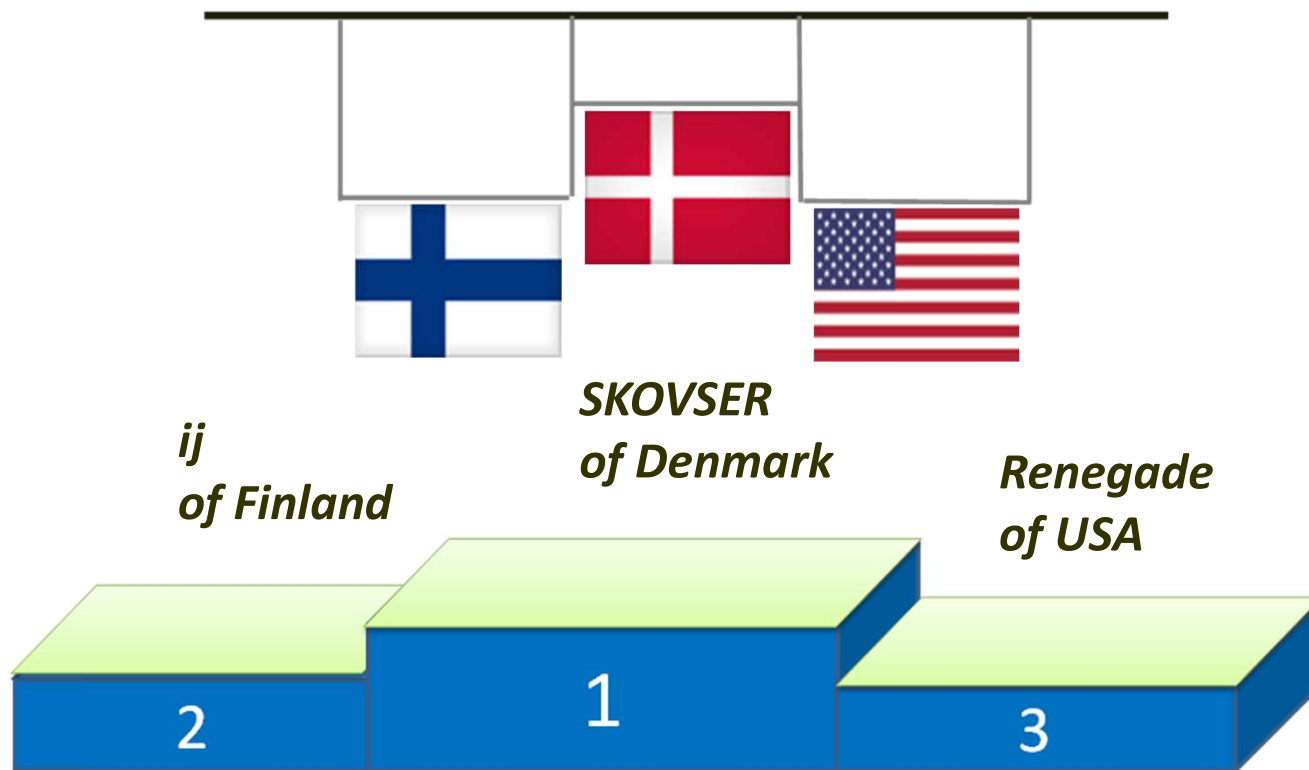 SKOVSER
of Denmark
ij
of Finland
Renegade
of USA
1
2
3